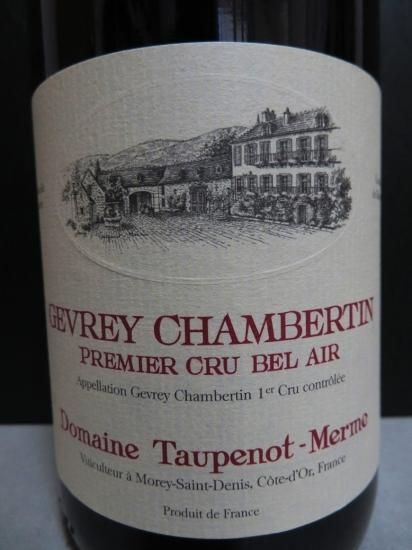 GEVREY CHAMBERTIN
PREMIER CRU BEL AIR
Appellation Gevrey Chambertin 1er Cru contrôlée
Domaine Taupenot-Merme
Viticulteur à Morey-Saint-Denis, Côte-d'Or, France
Produit de France